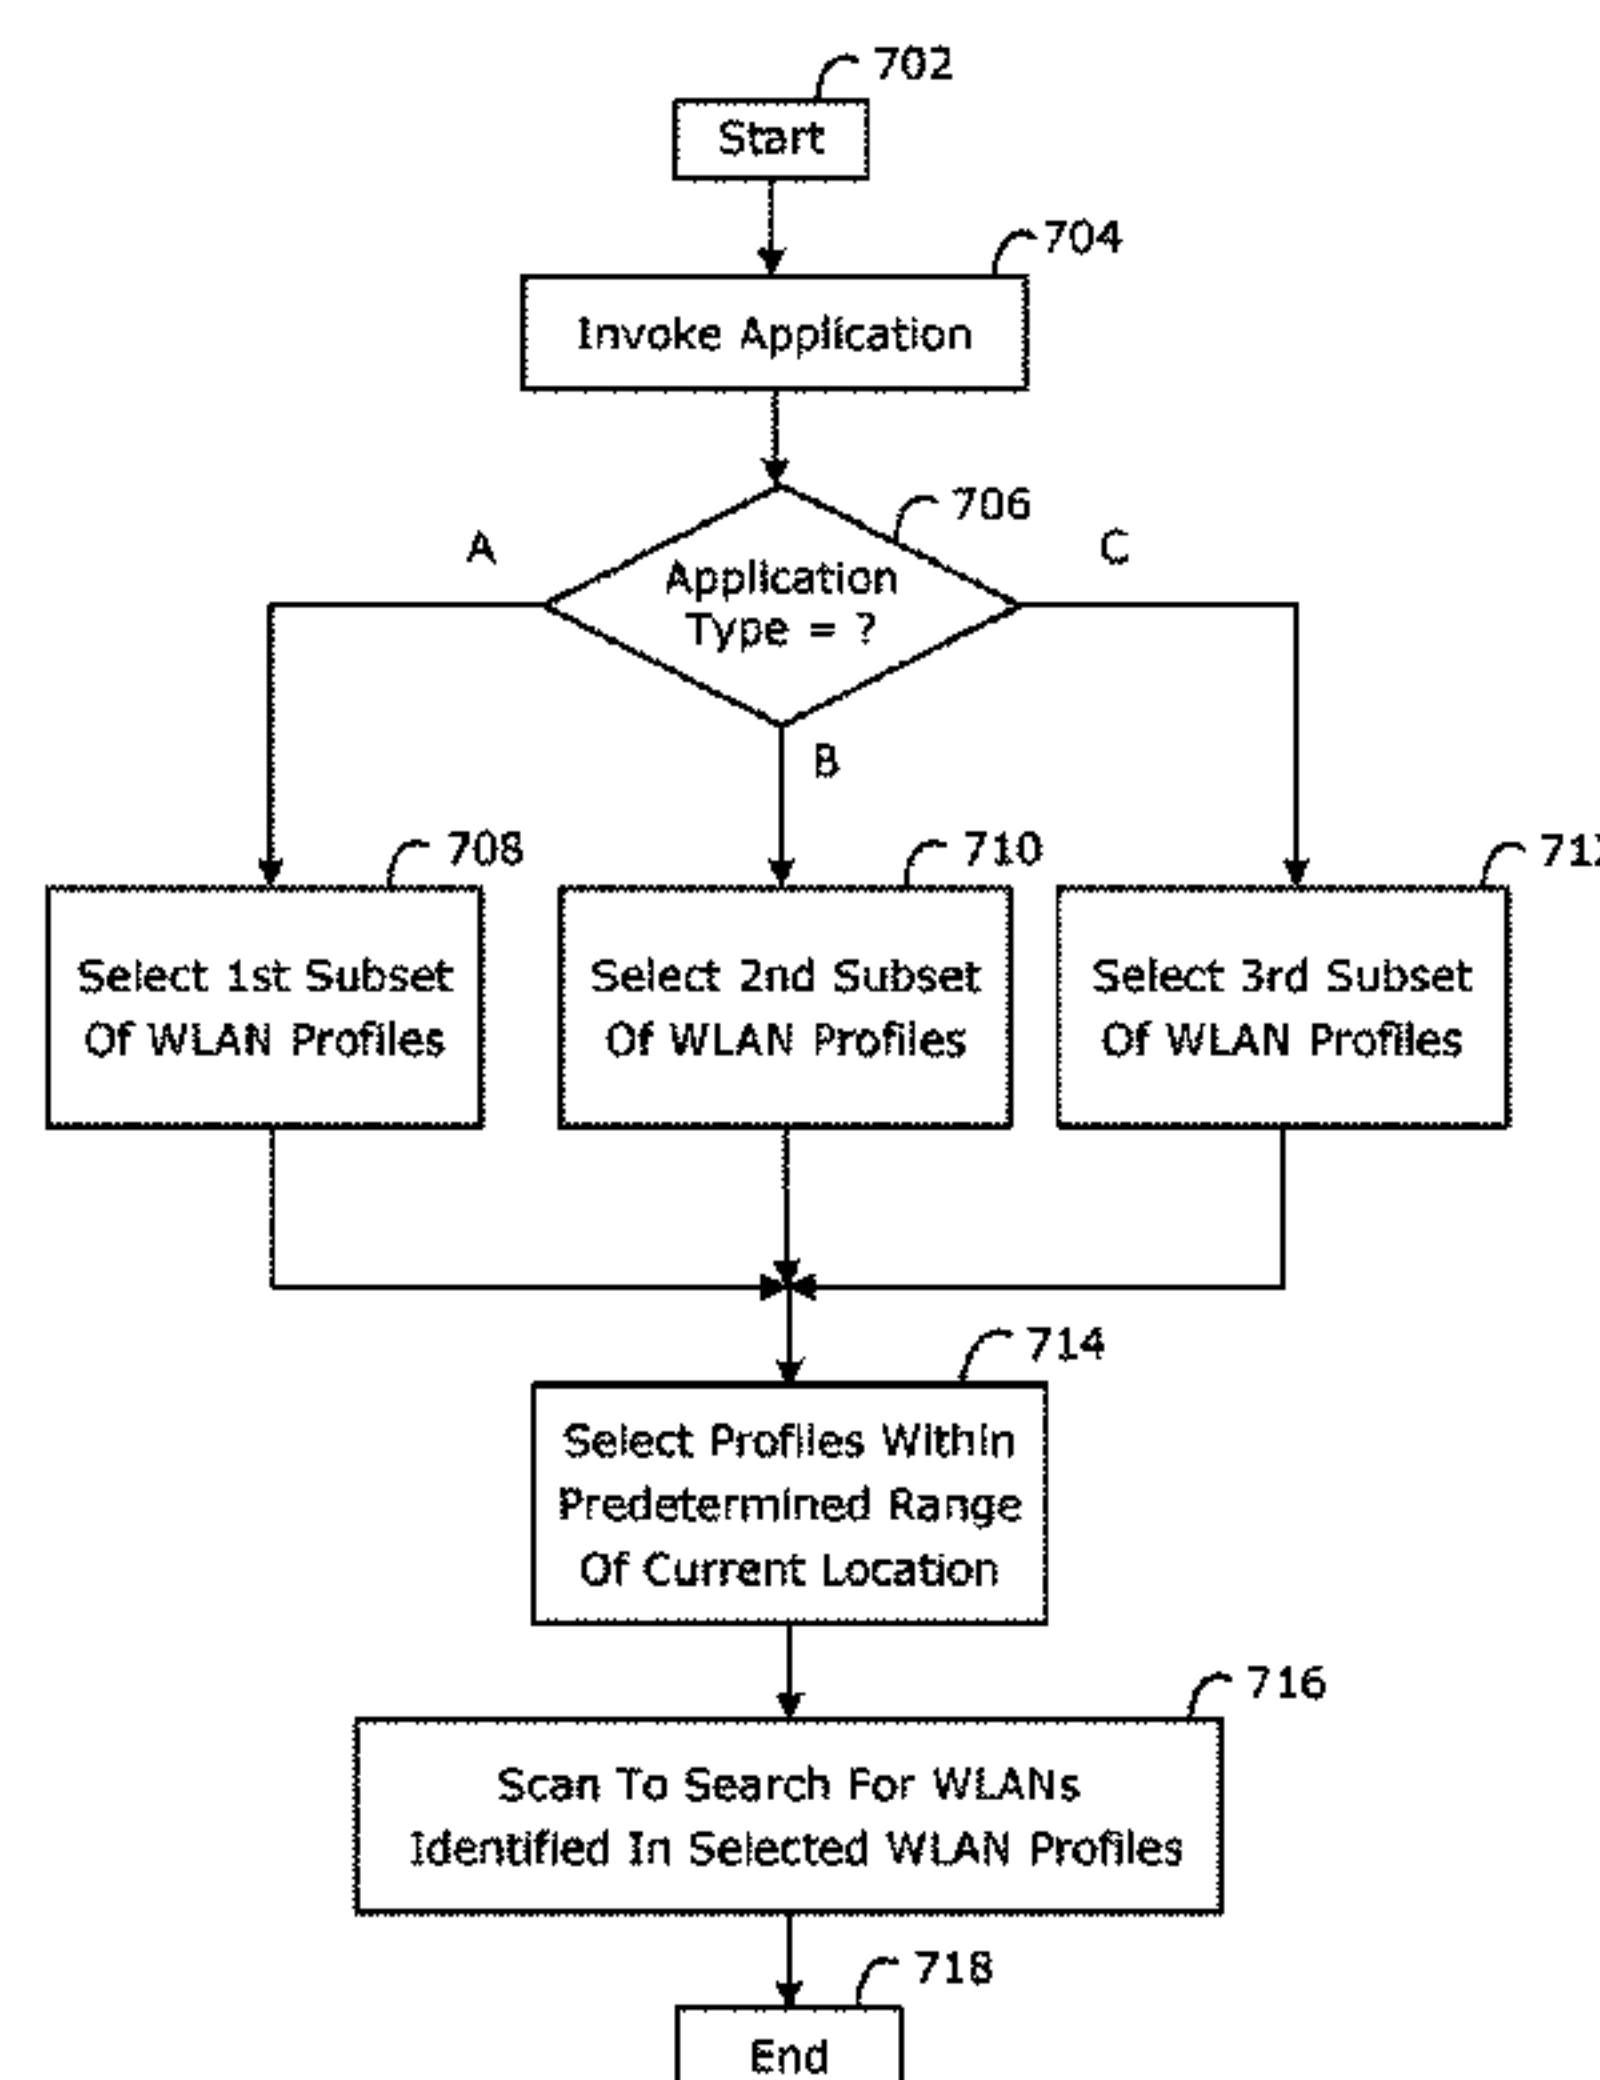 702
Start
704
Invoke Application
706
A
C
Application
Type = ?
B
708
710
Select 1st Subset
Of WLAN Profiles
Select 2nd Subset
Of WLAN Profiles
Select 3rd Subset
Of WLAN Profiles
714
Select Profiles Within
Predetermined Range
Of Current Location
716
Scan To Search For WLANs
Identified In Selected WLAN Profiles
718
End